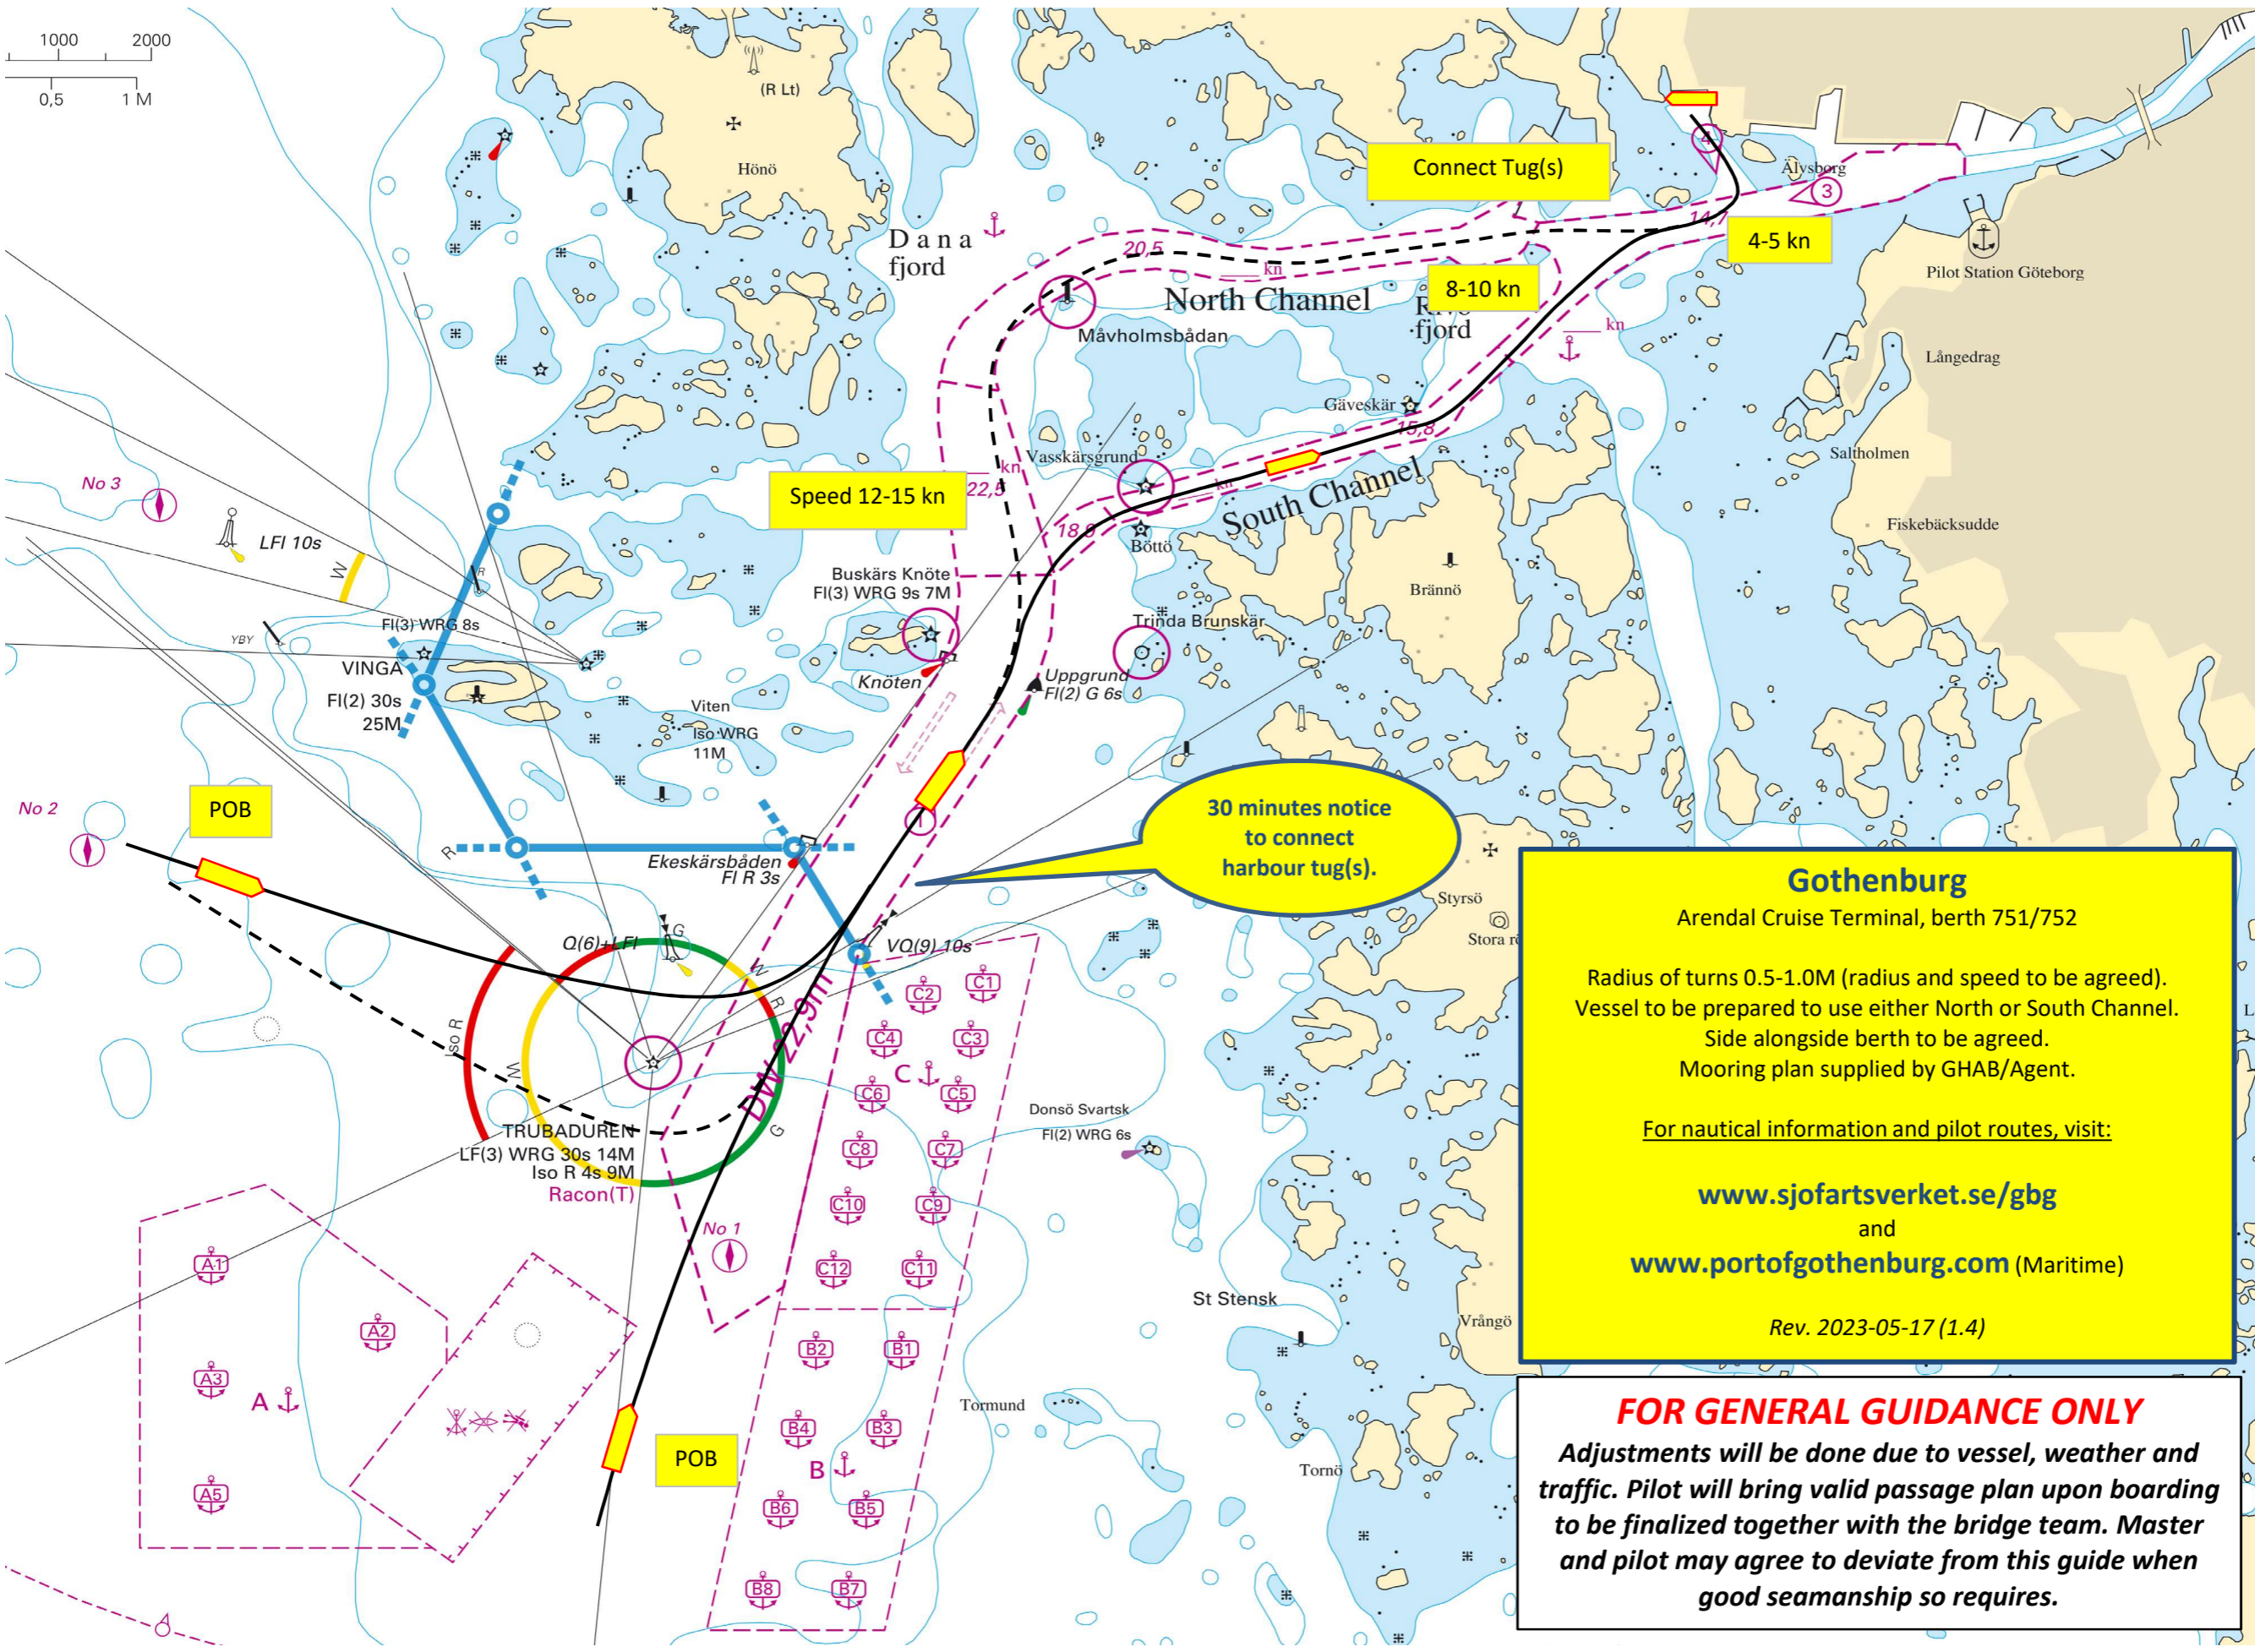 1000 2000
0,5 1 M
(R Lt)
Hönö
Connect Tug(s)
4
Älvsborg
3
14,7
4-5 kn
Pilot Station Göteborg
Dana
fjord
20,5
kn
North Channel
8-10 kn
fjord
kn
Måvholmsbådan
Långedrag
Gäveskär
15,8
Saltholmen
Vasskärsgrund
kn
22,5
Speed 12-15 kn
kn
South Channel
18,9
Böttö
Fiskebäcksudde
No 3
LFl 10s
W
R
Buskärs Knöte
Fl(3) WRG 9s 7M
Brännö
Fl(3) WRG 8s
YBY
VINGA
Fl(2) 30s
25M
Trinda Brunskär
Knöten
Uppgrund
Fl(2) G 6s
Viten
Iso WRG
11M
POB
No 2
1
30 minutes notice
to connect
harbour tug(s).
R
Ekeskärsbåden
Fl R 3s
Styrsö
Stora
Q(6)+LFl
G
VQ(9) 10s
W
R
DW 22,9m
Iso R
W
G
TRUBADUREN
LF(3) WRG 30s 14M
Iso R 4s 9M
Racon(T)
No 1
C2 C1
C4 C3
C
C6 C5
C8 C7
C10 C9
C12 C11
Donsö Svartsk
Fl(2) WRG 6s
St Stensk
Vrångö
A1
A2
A3
A
A5
B2 B1
B4 B3
B
B6 B5
B8 B7
POB
Tormund
Tornö
L
Gothenburg
Arendal Cruise Terminal, berth 751/752
Radius of turns 0.5-1.0M (radius and speed to be agreed).
Vessel to be prepared to use either North or South Channel.
Side alongside berth to be agreed.
Mooring plan supplied by GHAB/Agent.
For nautical information and pilot routes, visit:
www.sjofartsverket.se/gbg
and
www.portofgothenburg.com (Maritime)
Rev. 2023-05-17 (1.4)
FOR GENERAL GUIDANCE ONLY
Adjustments will be done due to vessel, weather and
traffic. Pilot will bring valid passage plan upon boarding
to be finalized together with the bridge team. Master
and pilot may agree to deviate from this guide when
good seamanship so requires.